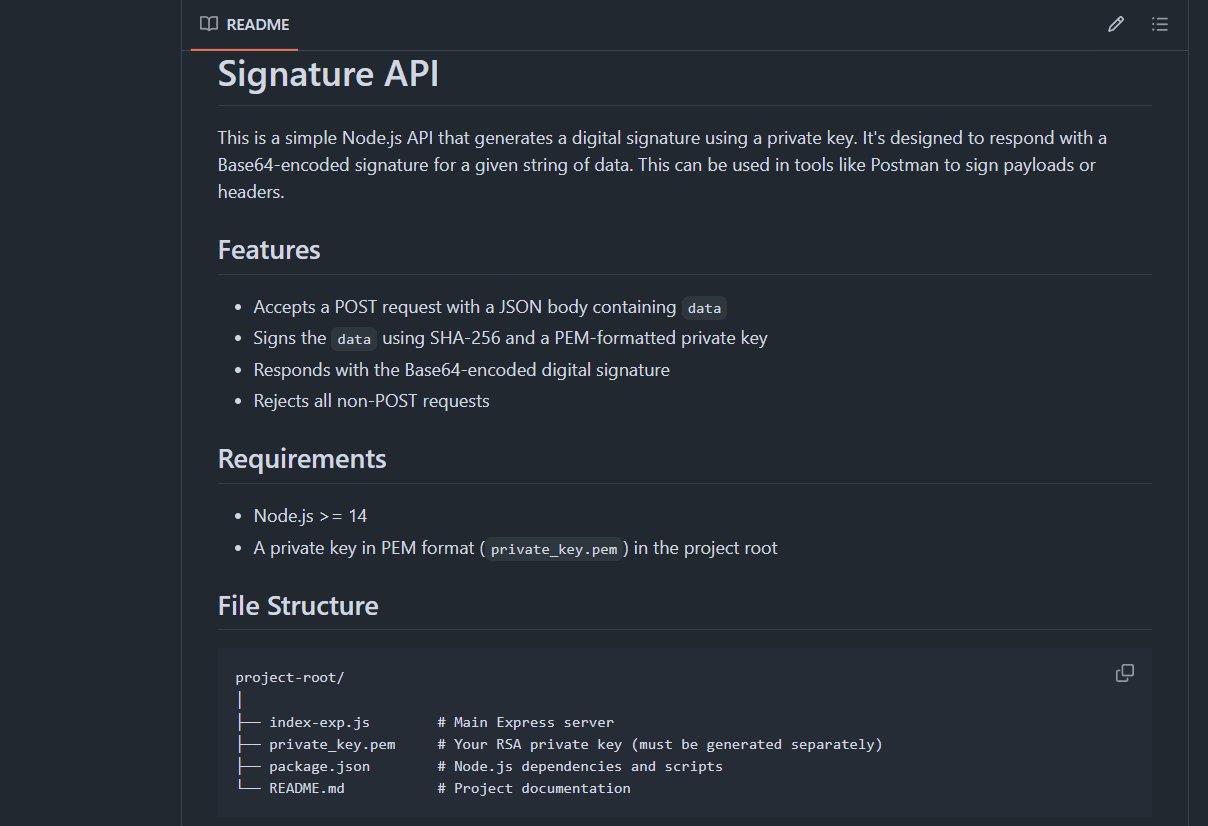 README
Signature API
This is a simple Node.js API that generates a digital signature using a private key. It's designed to respond with a
Base64-encoded signature for a given string of data. This can be used in tools like Postman to sign payloads or
headers.
Features
• Accepts a POST request with a JSON body containing data
• Signs the data using SHA-256 and a PEM-formatted private key
• Responds with the Base64-encoded digital signature
• Rejects all non-POST requests
Requirements
• Node.js >= 14
• A private key in PEM format (private_key.pem) in the project root
File Structure
project-root/
│
├── index-exp.js        # Main Express server
├── private_key.pem     # Your RSA private key (must be generated separately)
├── package.json        # Node.js dependencies and scripts
└── README.md           # Project documentation